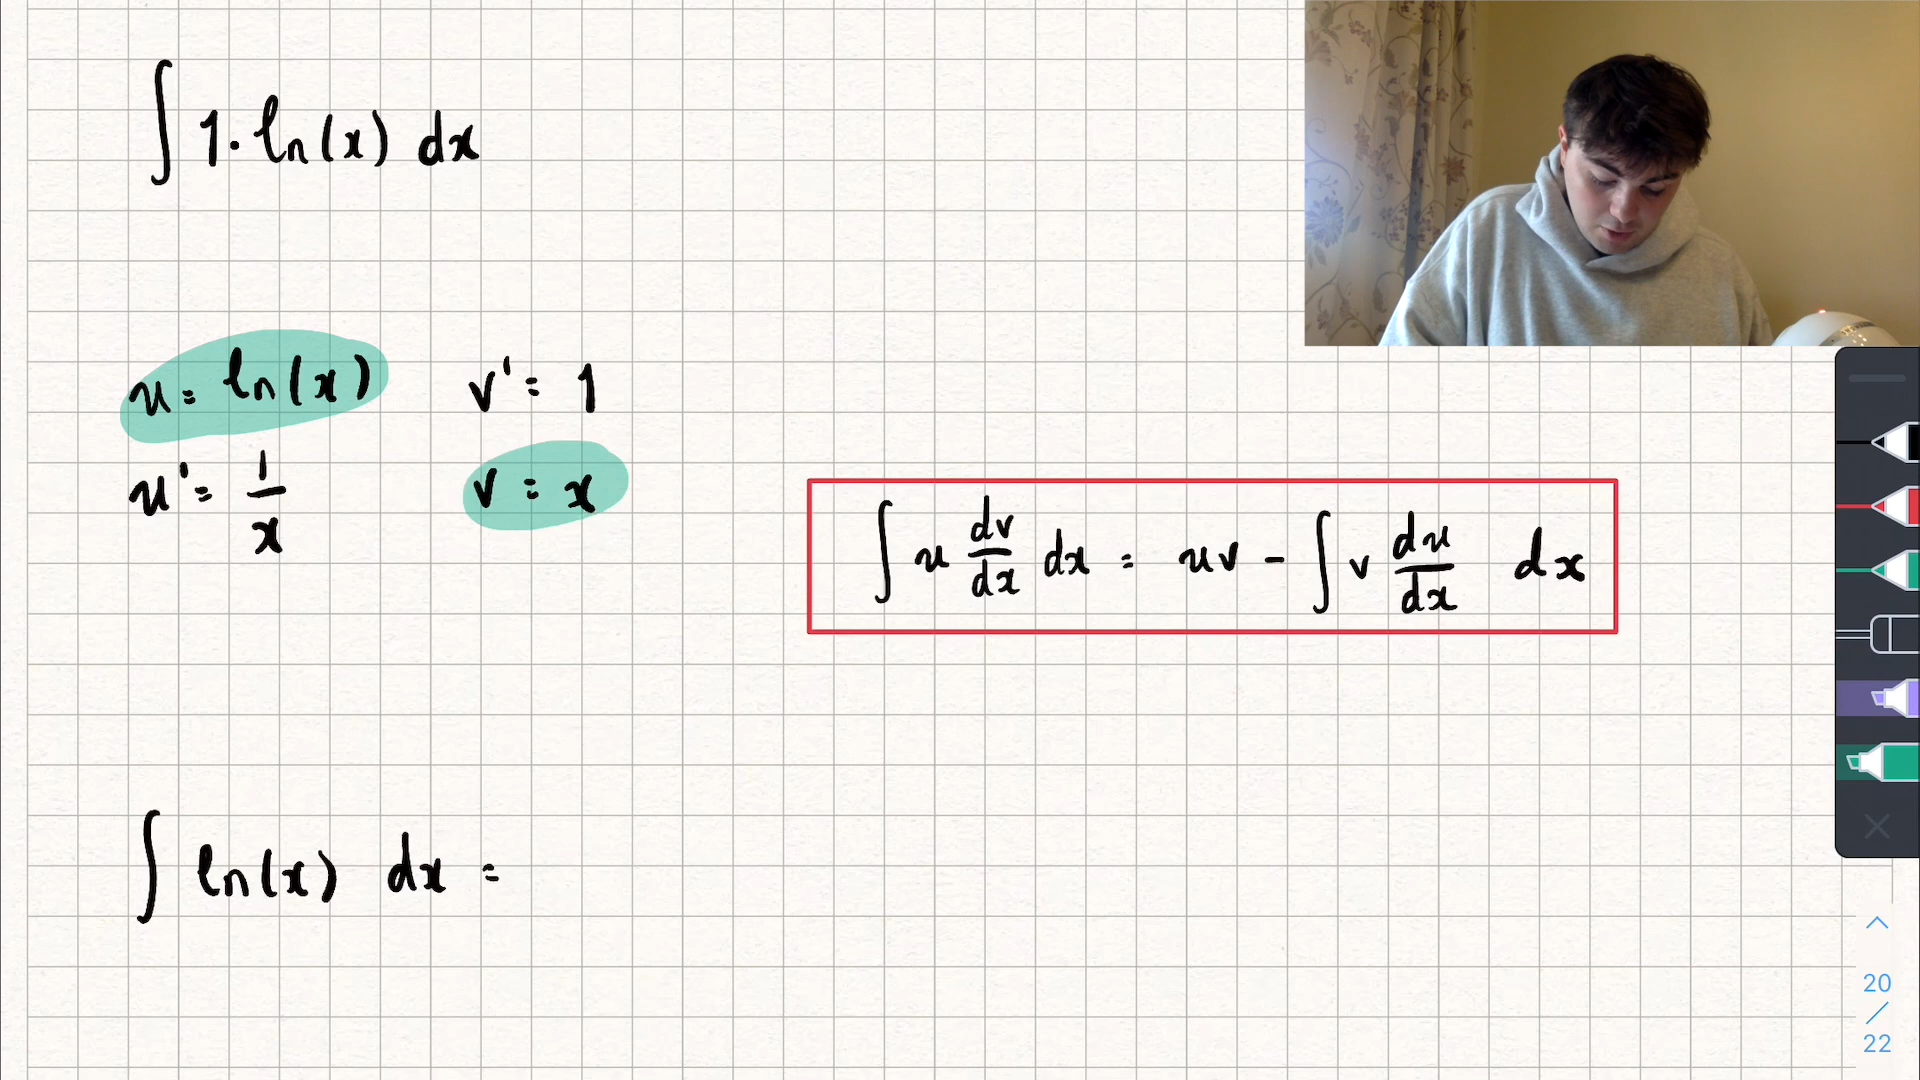 ∫ 1 · ln(x) dx
u = ln(x) v' = 1
u' = 1/x v = x
∫ u dv/dx dx = uv - ∫ v du/dx dx
∫ ln(x) dx =
20
/
22